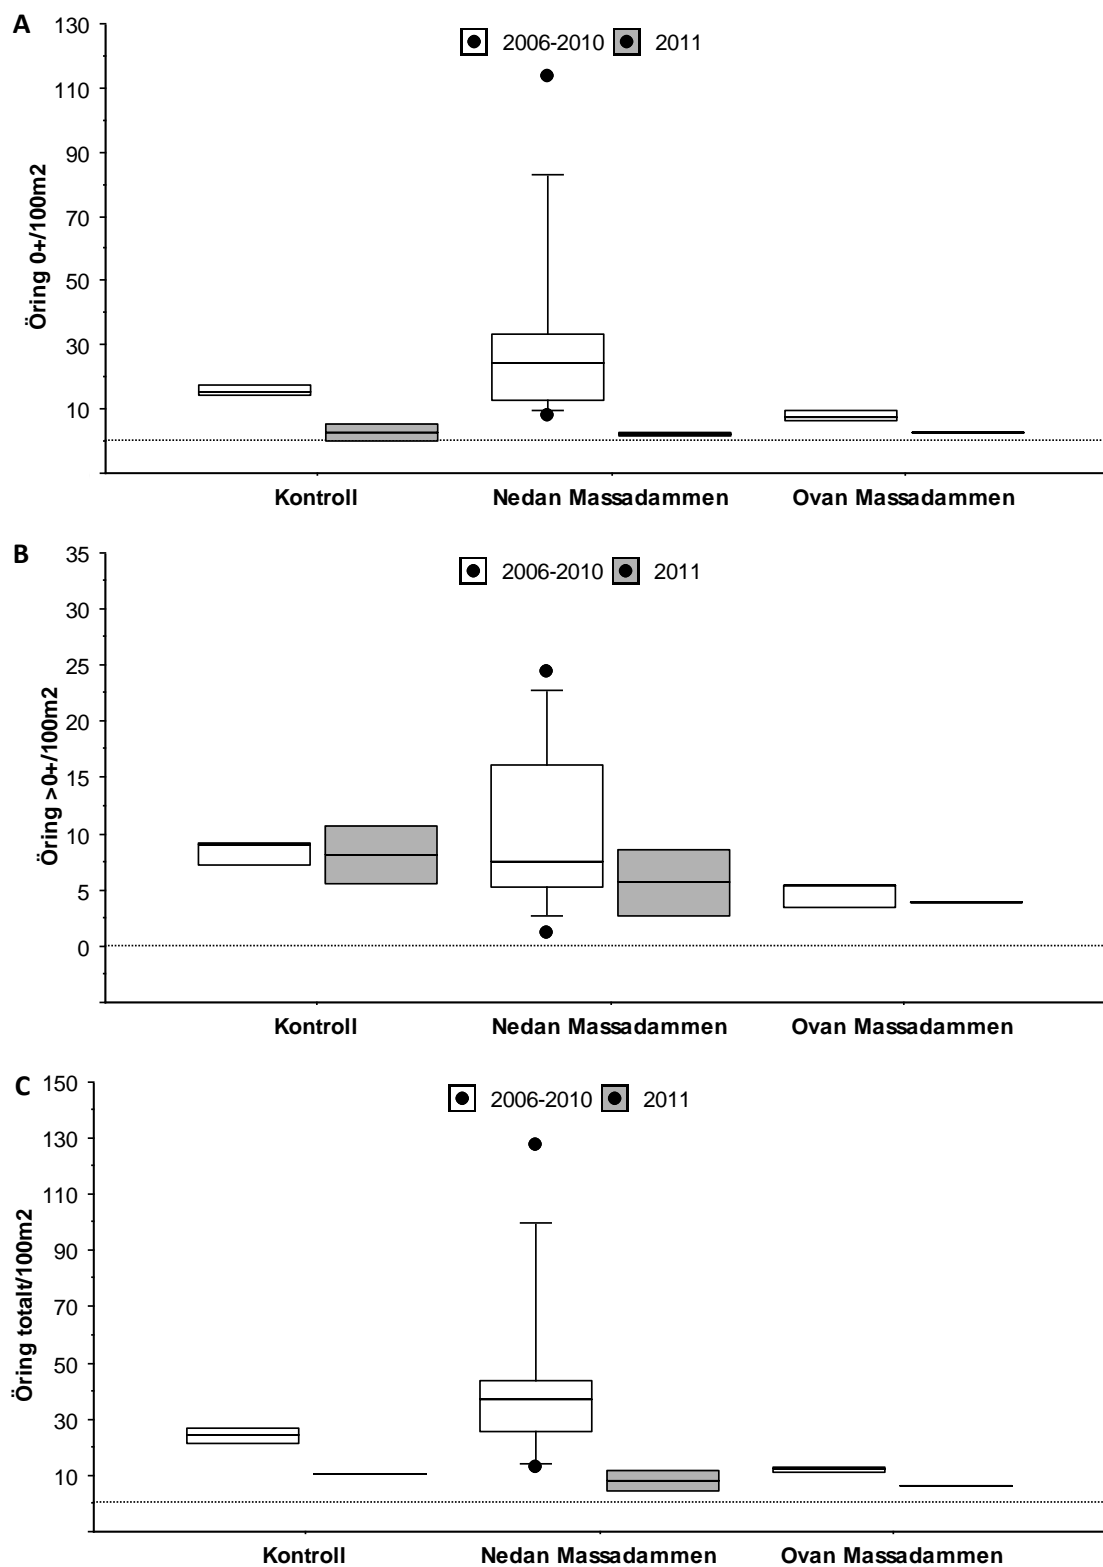 A
130
2006-2010 2011
110
90
70
50
30
10
Öring 0+/100m2
Kontroll Nedan Massadammen Ovan Massadammen
B
35
2006-2010 2011
30
25
20
15
10
5
0
Öring >0+/100m2
Kontroll Nedan Massadammen Ovan Massadammen
C
150
2006-2010 2011
130
110
90
70
50
30
10
Öring totalt/100m2
Kontroll Nedan Massadammen Ovan Massadammen